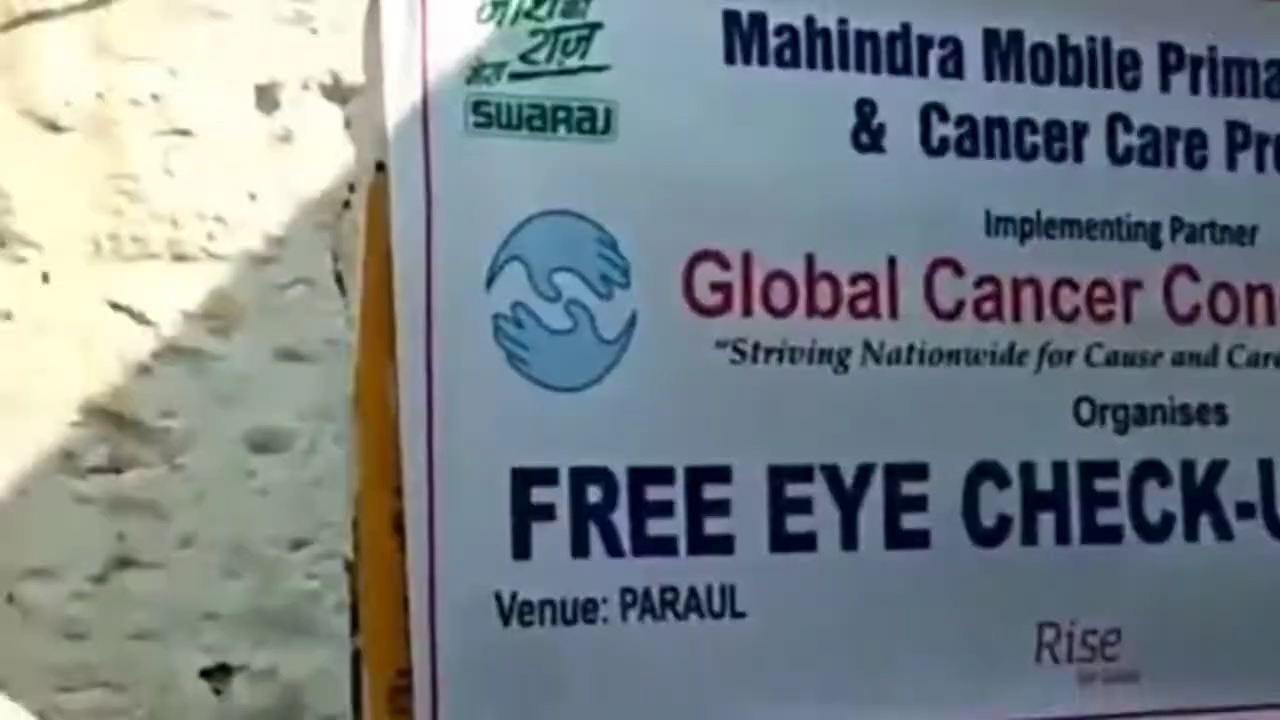 राज़
SWARAJ
Mahindra Mobile Prima
& Cancer Care Pr
Implementing Partner
Global Cancer Con
"Striving Nationwide for Cause and Care
Organises
FREE EYE CHECK-U
Venue: PARAUL
Rise